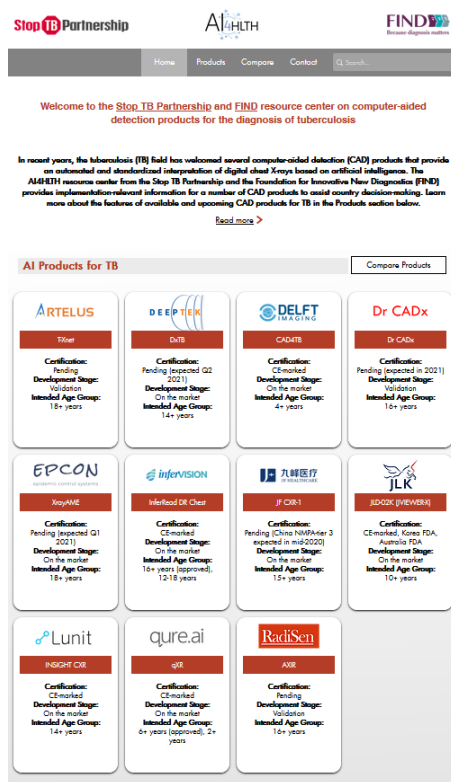 Stop TB Partnership
AI4HLTH
FIND
Because diagnosis matters
Home Products Compare Contact Search...
Welcome to the Stop TB Partnership and FIND resource center on computer-aided
detection products for the diagnosis of tuberculosis
In recent years, the tuberculosis (TB) field has welcomed several computer-aided detection (CAD) products that provide
an automated and standardized interpretation of digital chest X-rays based on artificial intelligence. The
AI4HLTH resource center from the Stop TB Partnership and the Foundation for Innovative New Diagnostics (FIND)
provides implementation-relevant information for a number of CAD products to assist country decision-making. Learn
more about the features of available and upcoming CAD products for TB in the Products section below.
Read more >
AI Products for TB
Compare Products
ARTELUS
T-Xnet
Certification:
Pending
Development Stage:
Validation
Intended Age Group:
18+ years
DEEPTEK
DxTB
Certification:
Pending (expected Q2
2021)
Development Stage:
On the market
Intended Age Group:
14+ years
DELFT
IMAGING
CAD4TB
Certification:
CE-marked
Development Stage:
On the market
Intended Age Group:
4+ years
Dr CADx
Dr CADx
Certification:
Pending (expected in 2021)
Development Stage:
Validation
Intended Age Group:
16+ years
EPCON
epidemic control systems
XrayAME
Certification:
Pending (expected Q1
2021)
Development Stage:
On the market
Intended Age Group:
18+ years
inferVISION
InferRead DR Chest
Certification:
CE-marked
Development Stage:
On the market
Intended Age Group:
16+ years (approved),
12-18 years
九峰医疗
JF HEALTHCARE
JF CXR-1
Certification:
Pending (China NMPA-tier 3
expected in mid-2020)
Development Stage:
On the market
Intended Age Group:
15+ years
JLK
JLD-02K (JVIEWER-X)
Certification:
CE-marked, Korea FDA,
Australia FDA
Development Stage:
On the market
Intended Age Group:
10+ years
Lunit
INSIGHT CXR
Certification:
CE-marked
Development Stage:
On the market
Intended Age Group:
14+ years
qure.ai
qXR
Certification:
CE-marked
Development Stage:
On the market
Intended Age Group:
6+ years (approved), 2+
years
RadiSen
AXIR
Certification:
Pending
Development Stage:
Validation
Intended Age Group:
16+ years